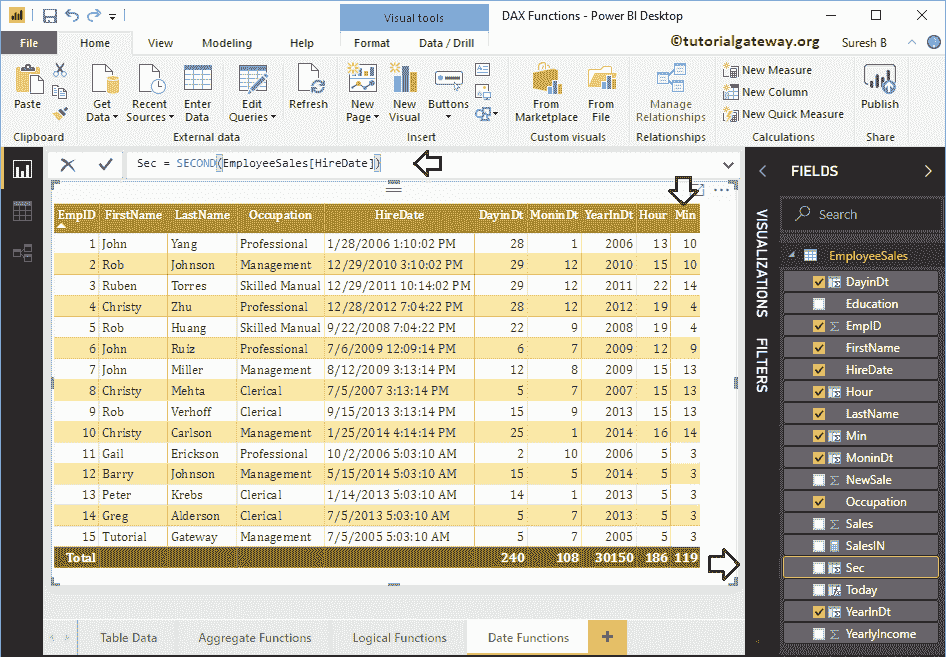 Visual tools
DAX Functions - Power BI Desktop
File Home View Modeling Help Format Data / Drill
©tutorialgateway.org
Suresh B
Paste
Get Data
Recent Sources
Enter Data
Edit Queries
Refresh
New Page
New Visual
Buttons
From Marketplace
From File
Manage Relationships
New Measure
New Column
New Quick Measure
Publish
Clipboard External data Insert Custom visuals Relationships Calculations Share
Sec = SECOND(EmployeeSales[HireDate])
EmpID FirstName LastName Occupation HireDate DayinDt MoninDt YearInDt Hour Min
1 John Yang Professional 1/28/2006 1:10:02 PM 28 1 2006 13 10
2 Rob Johnson Management 12/29/2010 3:10:02 PM 29 12 2010 15 10
3 Ruben Torres Skilled Manual 12/29/2011 10:14:02 PM 29 12 2011 22 14
4 Christy Zhu Professional 12/28/2012 7:04:22 PM 28 12 2012 19 4
5 Rob Huang Skilled Manual 9/22/2008 7:04:22 PM 22 9 2008 19 4
6 John Ruiz Professional 7/6/2009 12:09:14 PM 6 7 2009 12 9
7 John Miller Management 8/12/2009 3:13:14 PM 12 8 2009 15 13
8 Christy Mehta Clerical 7/5/2007 3:13:14 PM 5 7 2007 15 13
9 Rob Verhoff Clerical 9/15/2013 3:13:14 PM 15 9 2013 15 13
10 Christy Carlson Management 1/25/2014 4:14:14 PM 25 1 2014 16 14
11 Gail Erickson Professional 10/2/2006 5:03:10 AM 2 10 2006 5 3
12 Barry Johnson Management 5/15/2014 5:03:10 AM 15 5 2014 5 3
13 Peter Krebs Clerical 1/14/2013 5:03:10 AM 14 1 2013 5 3
14 Greg Alderson Clerical 7/5/2013 5:03:10 AM 5 7 2013 5 3
15 Tutorial Gateway Management 7/5/2005 5:03:10 AM 5 7 2005 5 3
Total 240 108 30150 186 119
VISUALIZATIONS
FILTERS
FIELDS
Search
EmployeeSales
DayinDt
Education
EmpID
FirstName
HireDate
Hour
LastName
Min
MoninDt
NewSale
Occupation
Sales
SalesIN
Sec
Today
YearInDt
YearlyIncome
Table Data Aggregate Functions Logical Functions Date Functions +